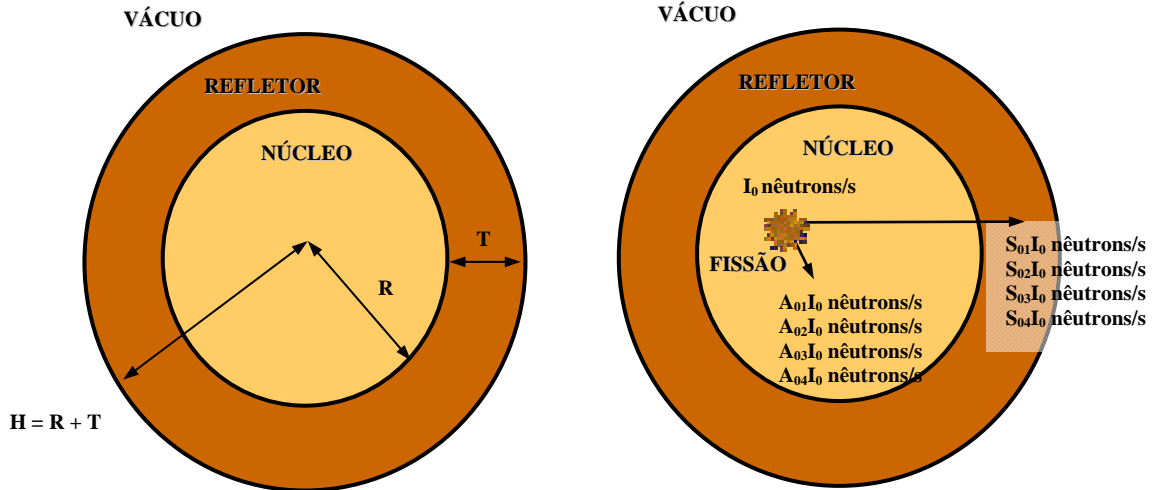 VÁCUO
REFLETOR
NÚCLEO
T
R
H = R + T
VÁCUO
REFLETOR
NÚCLEO
I₀ nêutrons/s
FISSÃO
A₀₁I₀ nêutrons/s
A₀₂I₀ nêutrons/s
A₀₃I₀ nêutrons/s
A₀₄I₀ nêutrons/s
S₀₁I₀ nêutrons/s
S₀₂I₀ nêutrons/s
S₀₃I₀ nêutrons/s
S₀₄I₀ nêutrons/s